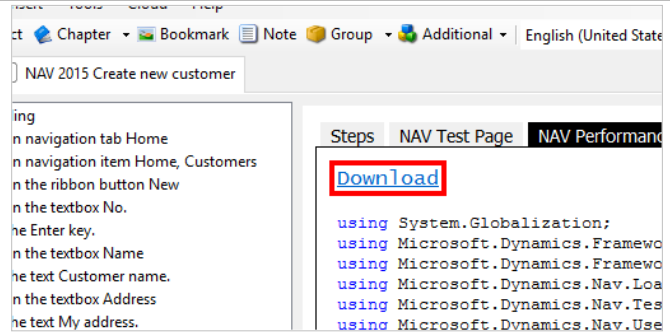 Insert Tools Cloud Help
ct Chapter Bookmark Note Group Additional English (United State
NAV 2015 Create new customer
ing
n navigation tab Home
n navigation item Home, Customers
n the ribbon button New
n the textbox No.
he Enter key.
n the textbox Name
he text Customer name.
n the textbox Address
he text My address.
Steps NAV Test Page NAV Performanc
Download
using System.Globalization;
using Microsoft.Dynamics.Framewo
using Microsoft.Dynamics.Framewo
using Microsoft.Dynamics.Nav.Loa
using Microsoft.Dynamics.Nav.Tes
using Microsoft.Dynamics.Nav.Use